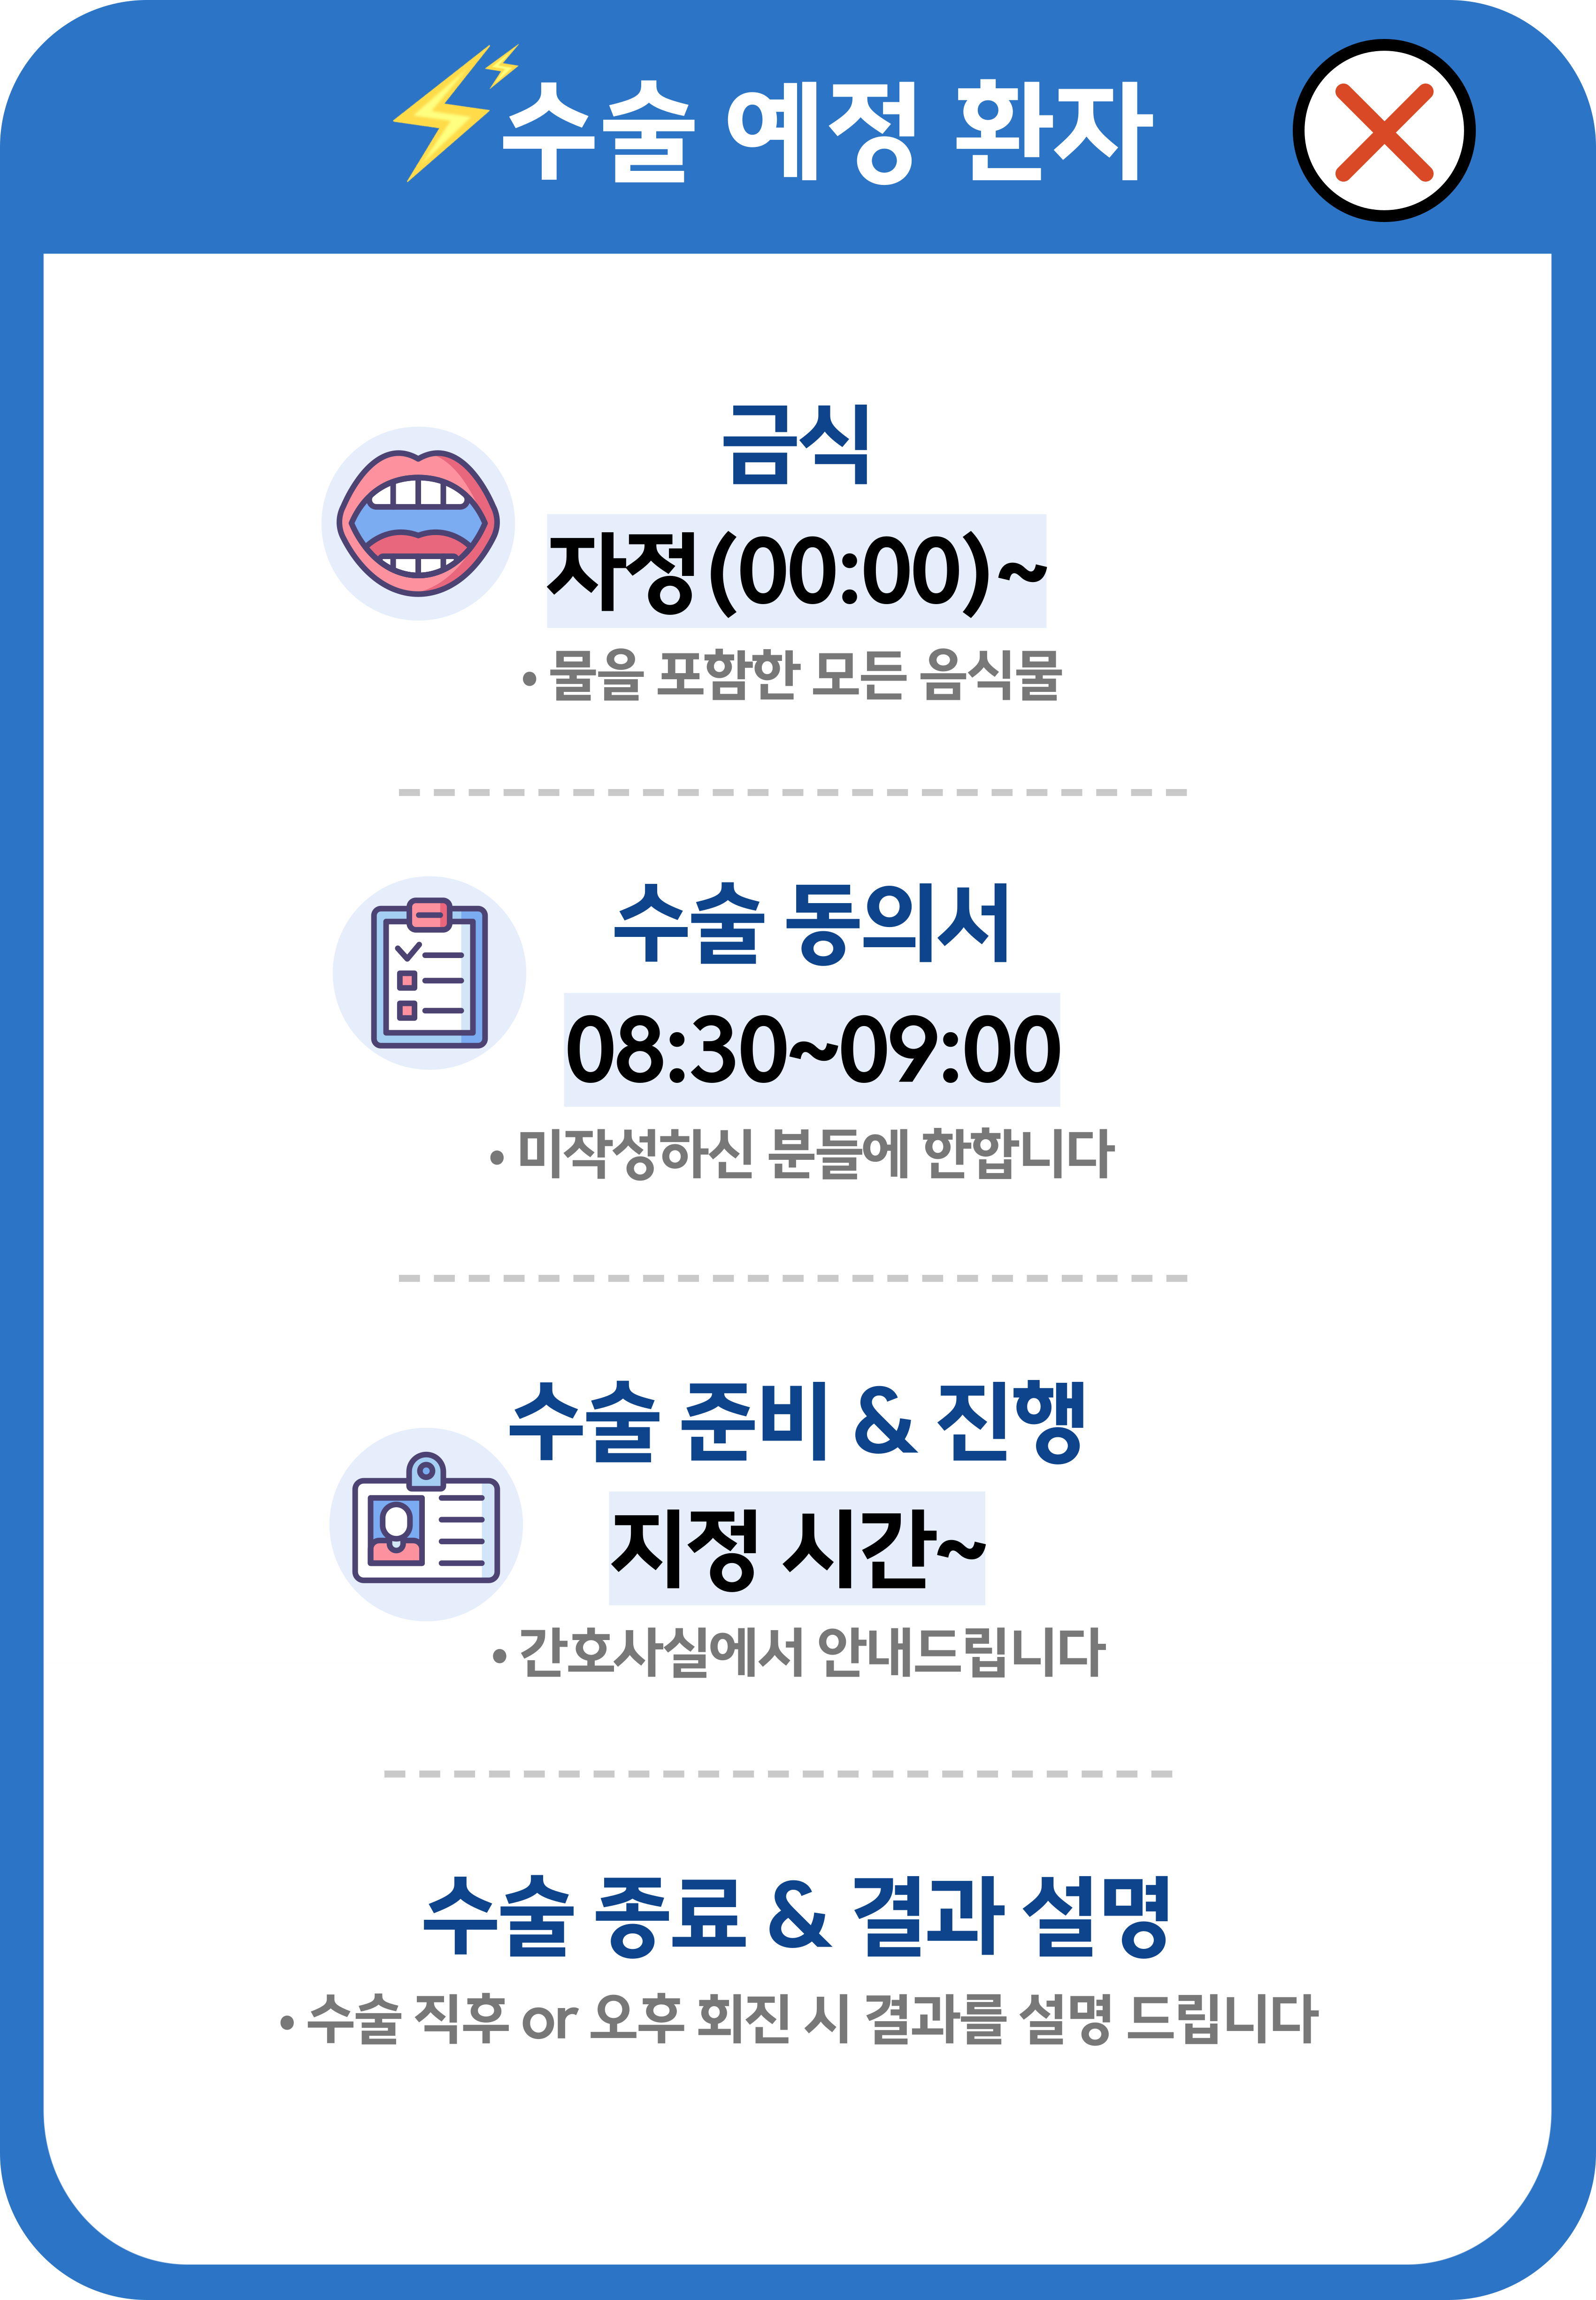 수술 예정 환자
금식
자정(00:00)~
• 물을 포함한 모든 음식물
수술 동의서
08:30~09:00
• 미작성하신 분들에 한합니다
수술 준비 & 진행
지정 시간~
• 간호사실에서 안내드립니다
수술 종료 & 결과 설명
• 수술 직후 or 오후 회진 시 결과를 설명 드립니다